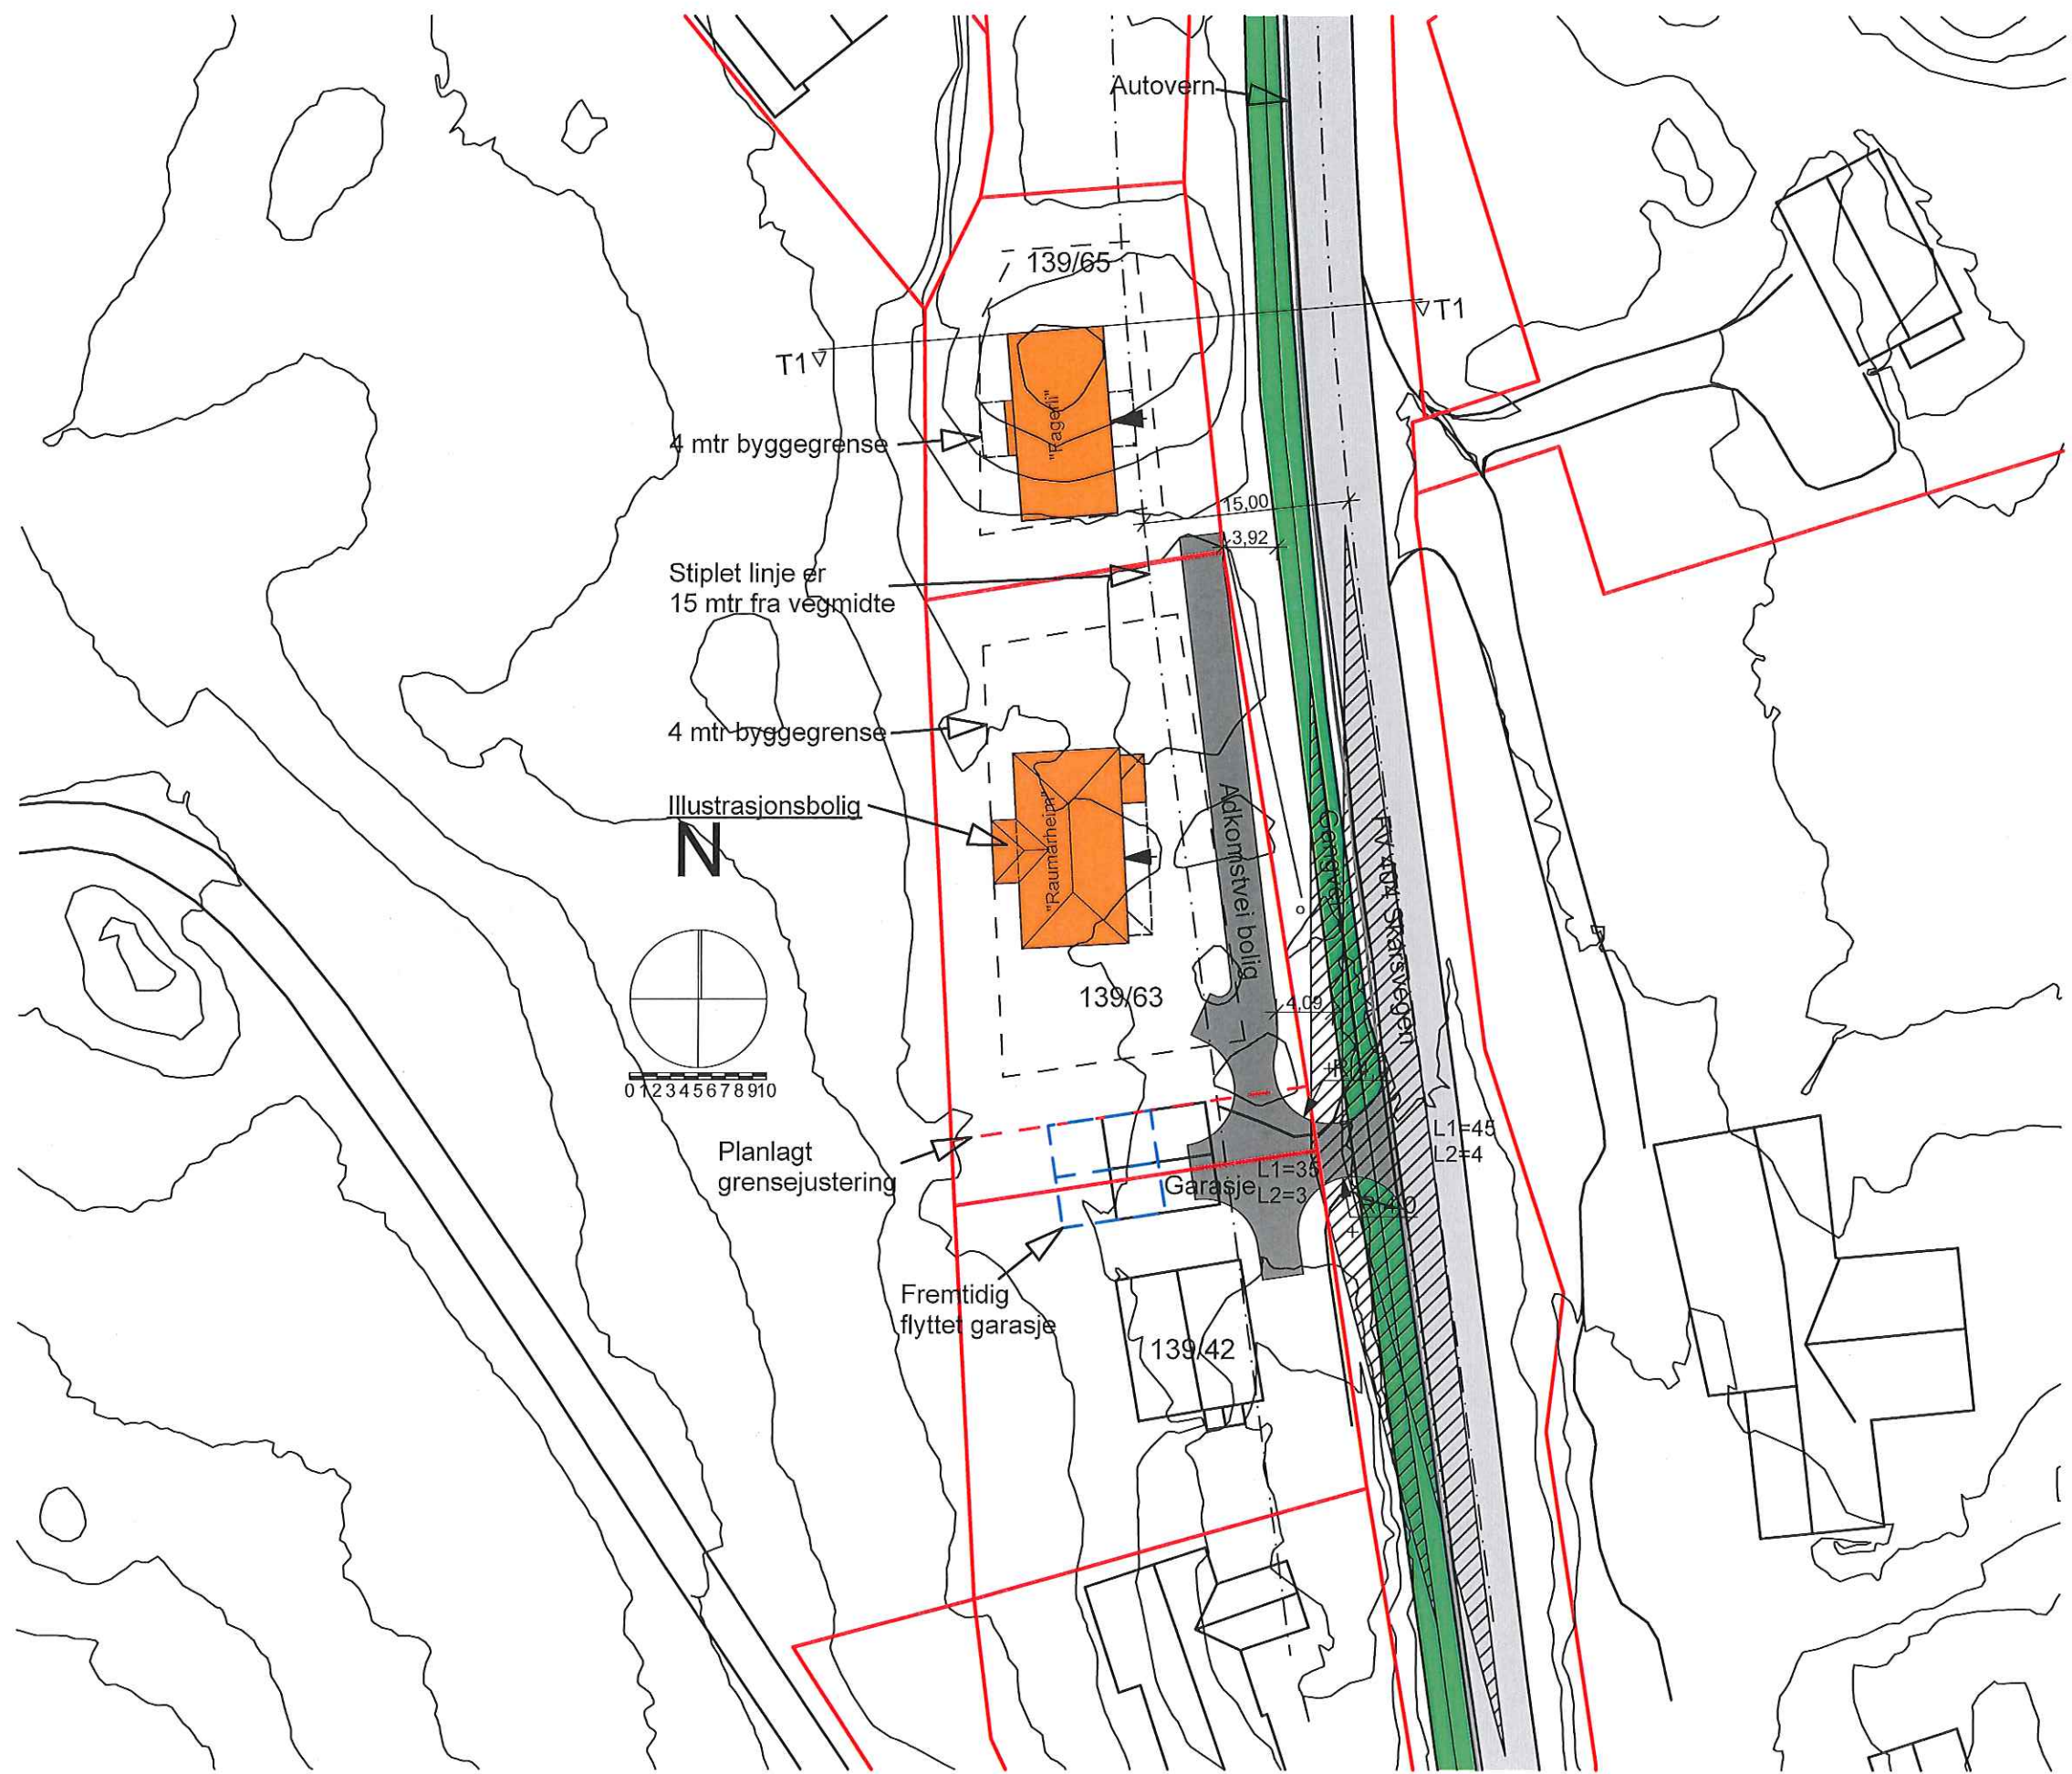 Autovern
139/65
T1
T1
4 mtr byggegrense
"Fagerli"
15,00
3,92
Stiplet linje er
15 mtr fra vegmidte
4 mtr byggegrense
Illustrasjonsbolig
N
"Raumarheim"
Adkomstvei bolig
Gangvei
FV 404 Skarsvegen
139/63
4,09
0 1 2 3 4 5 6 7 8 9 10
L1=45
L2=4
Planlagt
grensejustering
L1=35
Garasje
L2=3
Fremtidig
flyttet garasje
139/42